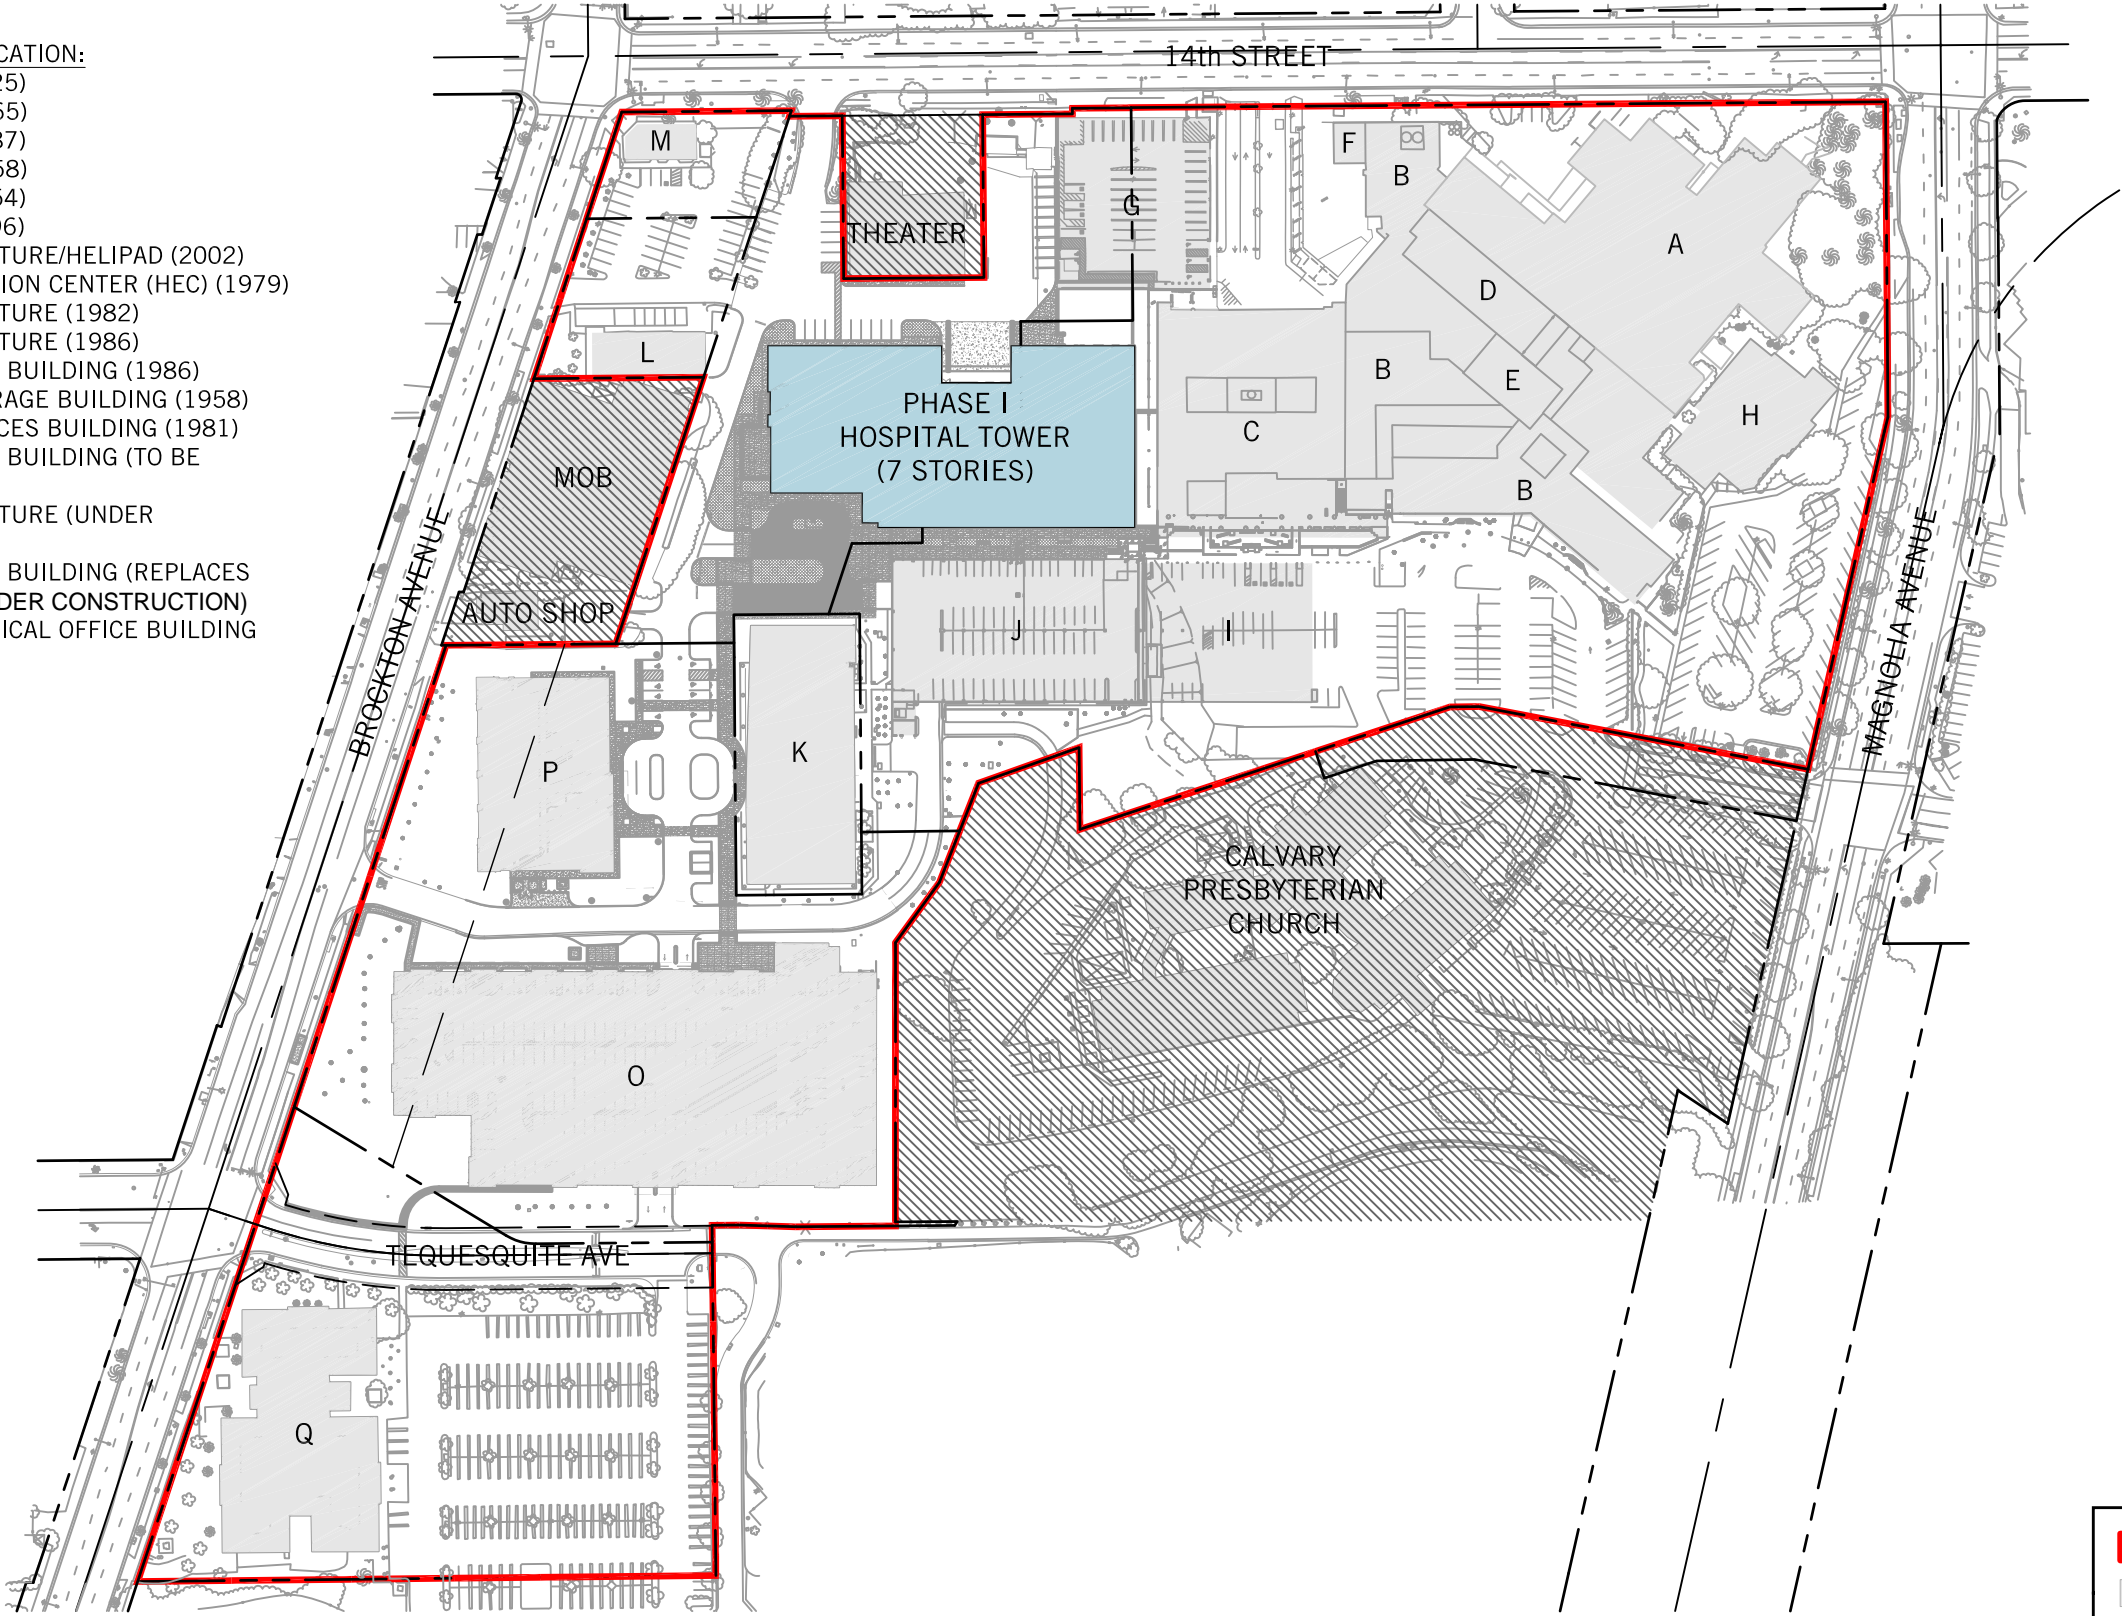 CATION:
25)
65)
37)
58)
54)
96)
TURE/HELIPAD (2002)
ION CENTER (HEC) (1979)
TURE (1982)
TURE (1986)
BUILDING (1986)
RAGE BUILDING (1958)
CES BUILDING (1981)
BUILDING (TO BE
TURE (UNDER
BUILDING (REPLACES
DER CONSTRUCTION)
ICAL OFFICE BUILDING
14th STREET
M
THEATER
G
F
B
A
D
L
PHASE I
HOSPITAL TOWER
(7 STORIES)
C
B
E
H
MOB
B
AUTO SHOP
BROCKTON AVENUE
J
I
MAGNOLIA AVENUE
P
K
CALVARY
PRESBYTERIAN
CHURCH
O
TEQUESQUITE AVE
Q